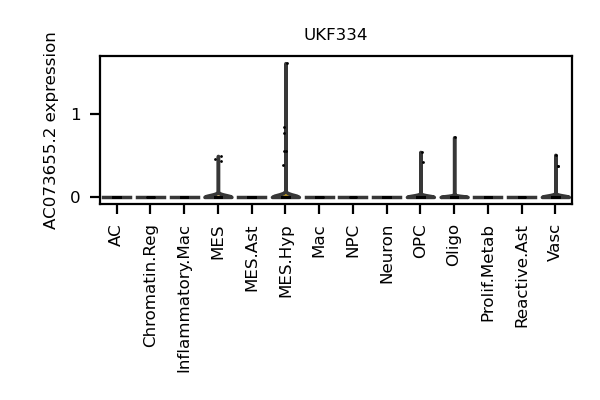 UKF334
AC073655.2 expression
1
0
AC
Chromatin.Reg
Inflammatory.Mac
MES
MES.Ast
MES.Hyp
Mac
NPC
Neuron
OPC
Oligo
Prolif.Metab
Reactive.Ast
Vasc